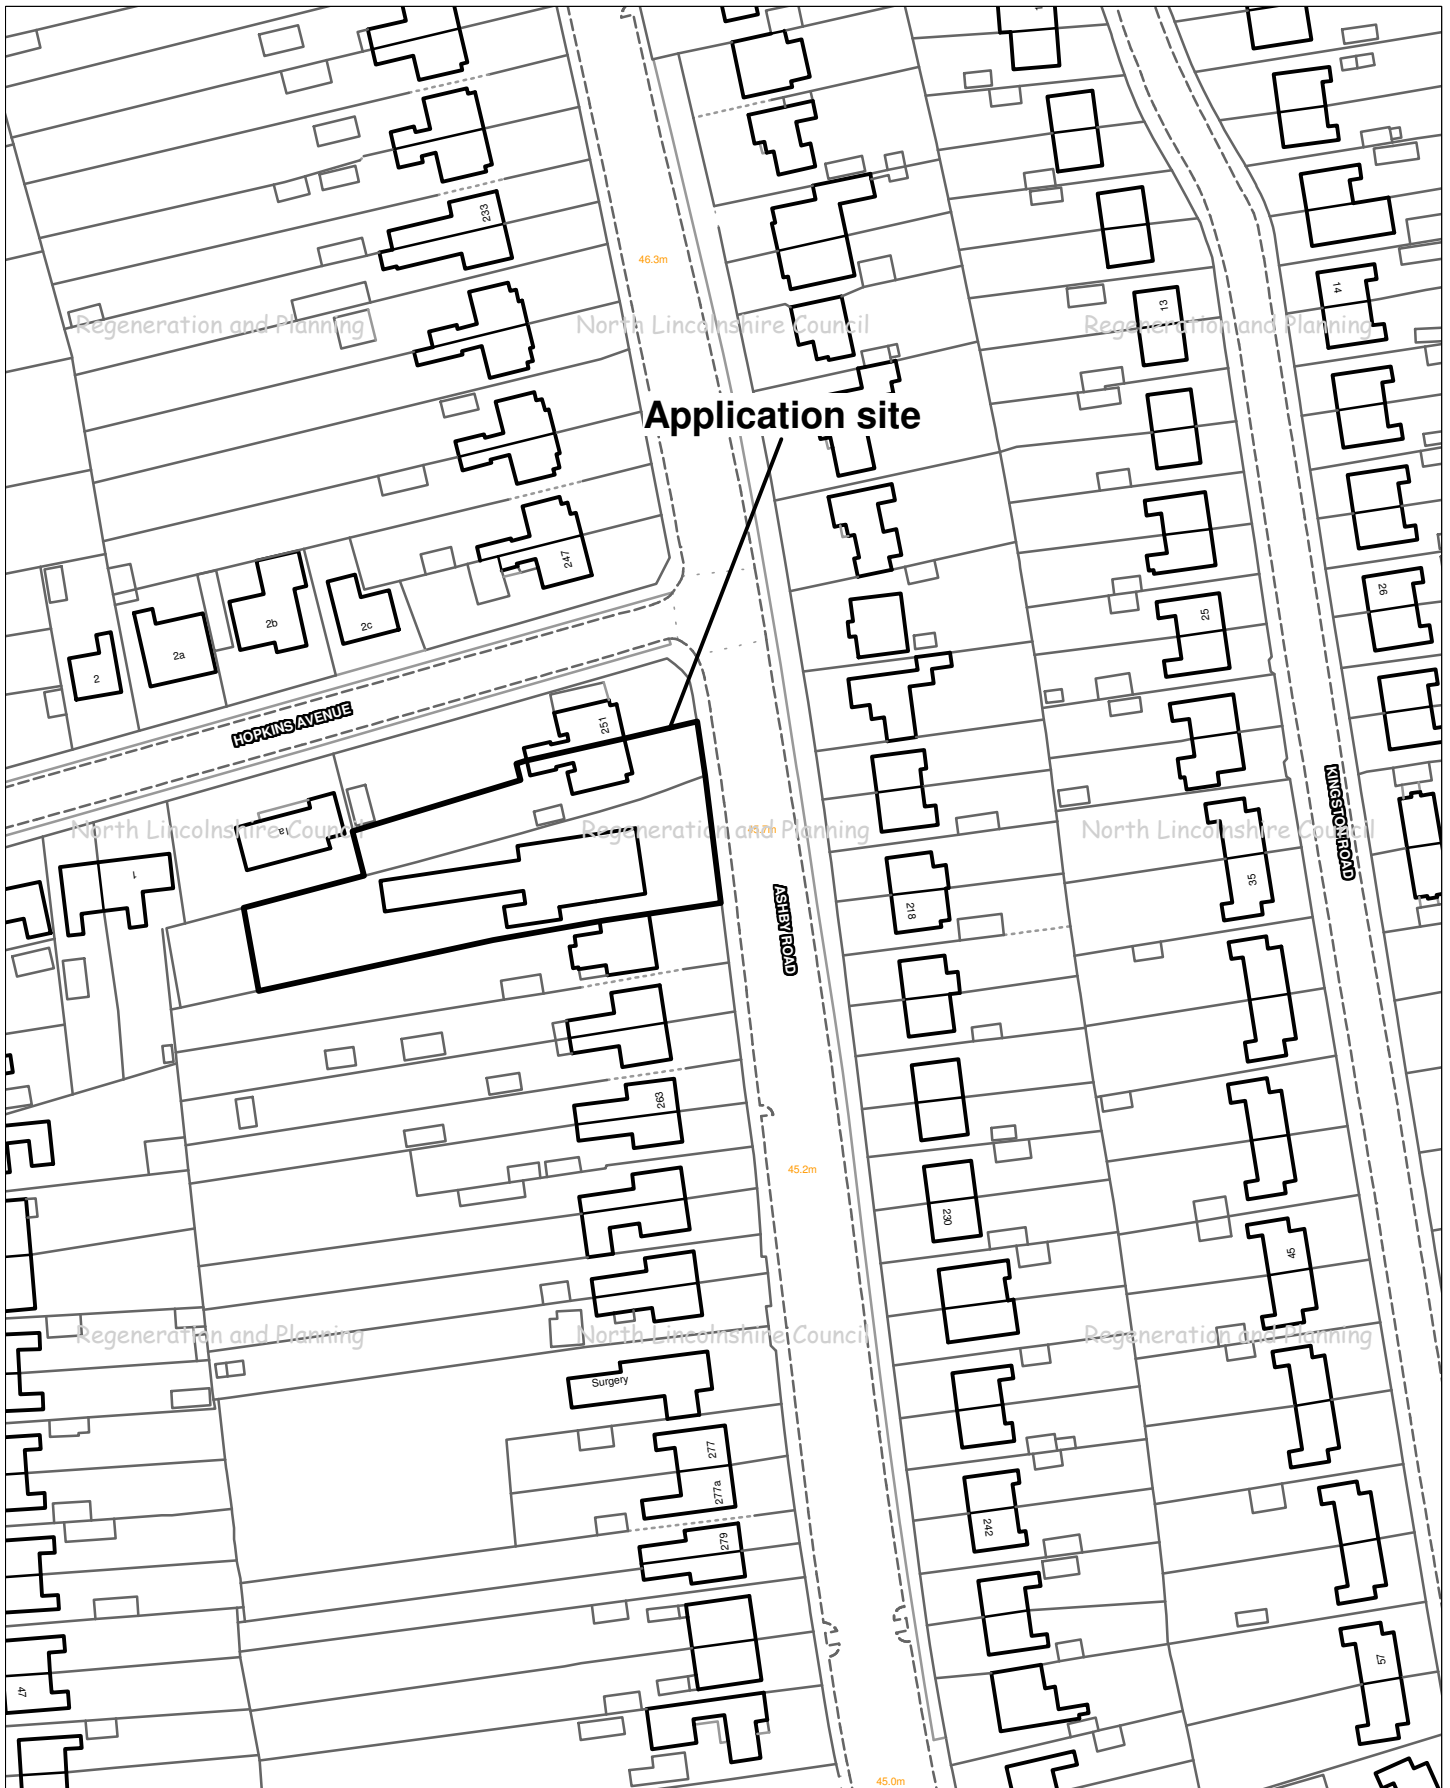 233
46.3m
14
13
Regeneration and Planning
North Lincolnshire Council
Regeneration and Planning
Application site
247
26
25
2b
2c
2a
2
HOPKINS AVENUE
251
KINGSTON ROAD
North Lincolnshire Council
Regeneration and Planning
North Lincolnshire Council
1a
1
35
218
ASHBY ROAD
263
45.2m
230
45
Regeneration and Planning
North Lincolnshire Council
Regeneration and Planning
Surgery
277
277a
242
279
57
47
45.0m